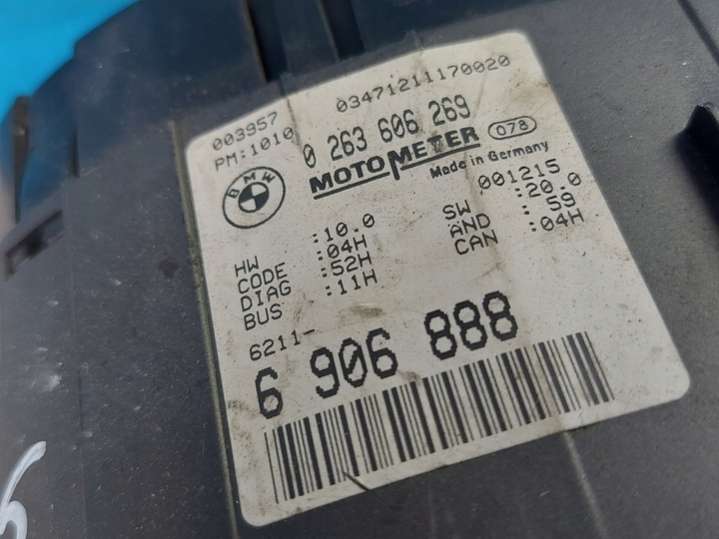 003957 03471211170020
PM:1010 0 263 606 269
BMW MOTOMETER 078
Made in Germany
001215
HW :10.0 SW :20.0
CODE :04H AND : 59
DIAG :52H CAN :04H
BUS :11H
6211-
6 906 888